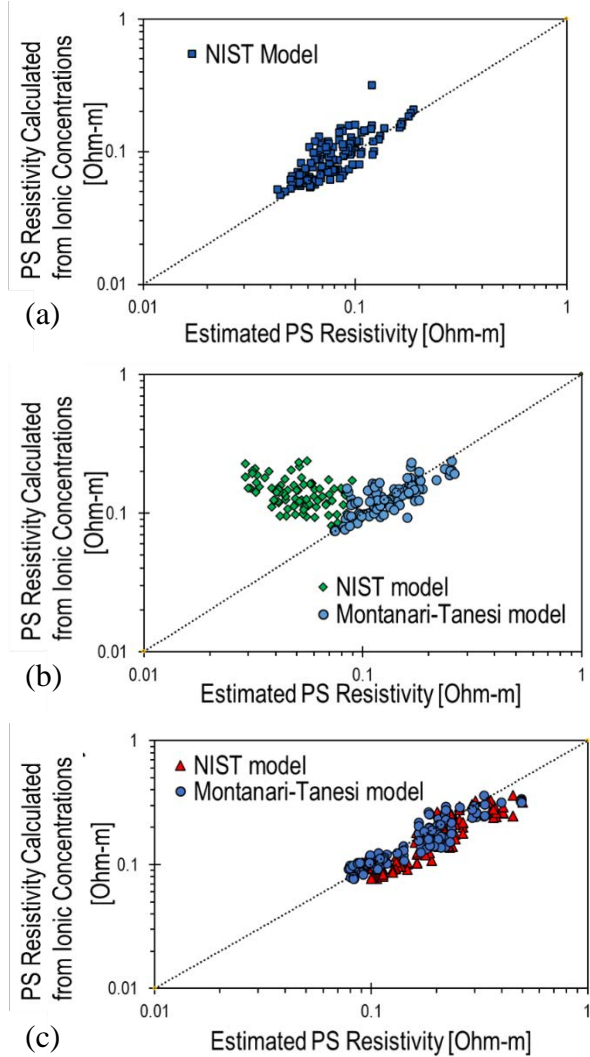 1
NIST Model
0.1
0.01
0.01
0.1
1
PS Resistivity Calculated
from Ionic Concentrations
[Ohm-m]
Estimated PS Resistivity [Ohm-m]
(a)
1
0.1
0.01
0.01
0.1
1
NIST model
Montanari-Tanesi model
PS Resistivity Calculated
from Ionic Concentrations
[Ohm-m]
Estimated PS Resistivity [Ohm-m]
(b)
1
NIST model
Montanari-Tanesi model
0.1
0.01
0.01
0.1
1
PS Resistivity Calculated
from Ionic Concentrations
[Ohm-m]
Estimated PS Resistivity [Ohm-m]
(c)